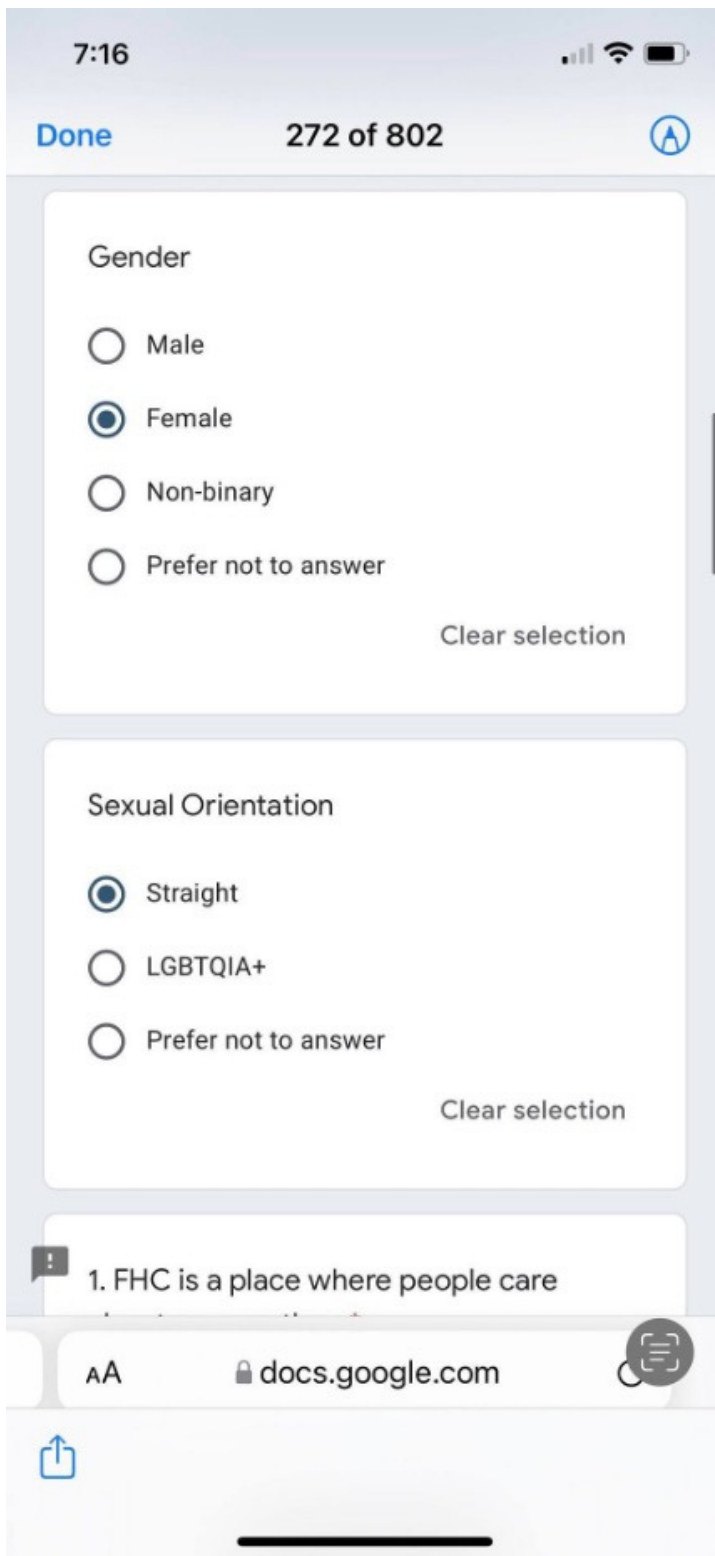 7:16
Done
272 of 802
Gender
Male
Female
Non-binary
Prefer not to answer
Clear selection
Sexual Orientation
Straight
LGBTQIA+
Prefer not to answer
Clear selection
1. FHC is a place where people care
AA
docs.google.com